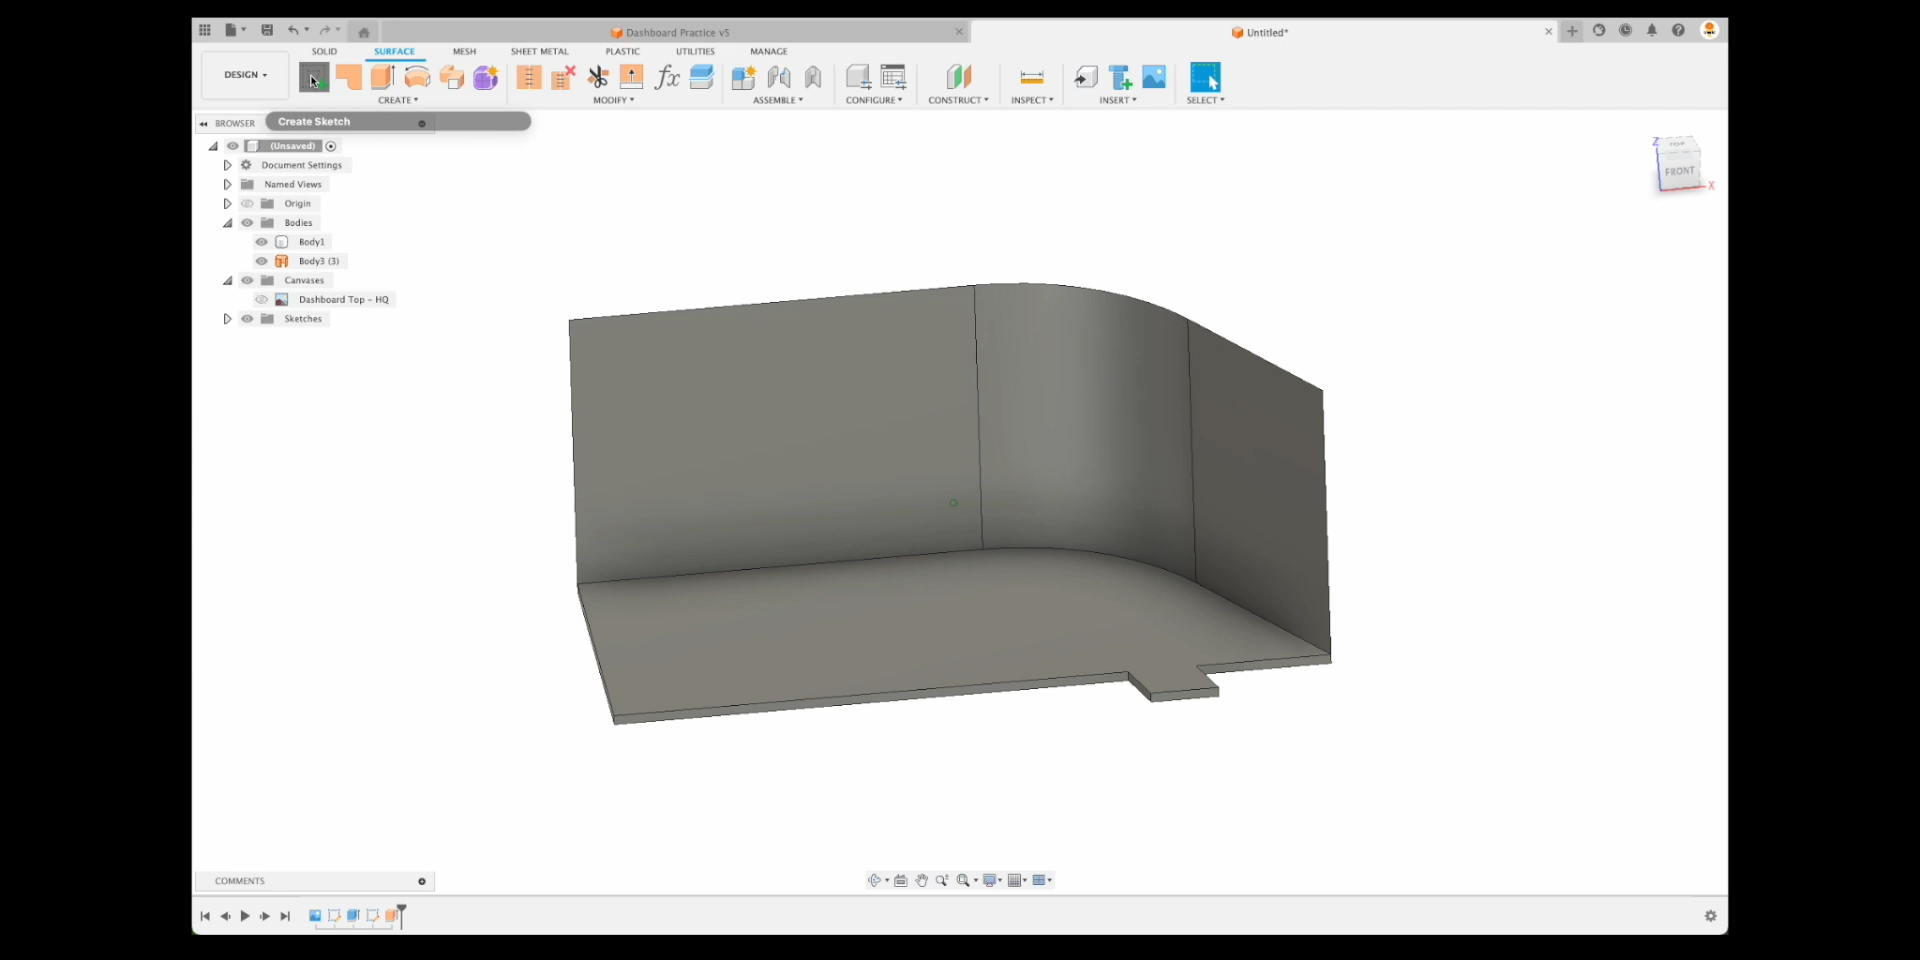 Dashboard Practice v5
Untitled*
SOLID SURFACE MESH SHEET METAL PLASTIC UTILITIES MANAGE
DESIGN
fx
CREATE MODIFY ASSEMBLE CONFIGURE CONSTRUCT INSPECT INSERT SELECT
BROWSER
Create Sketch
(Unsaved)
Document Settings
Named Views
Origin
Bodies
Body1
Body3 (3)
Canvases
Dashboard Top - HQ
Sketches
Z
TOP
FRONT
X
COMMENTS